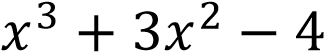 x³ + 3x² − 4